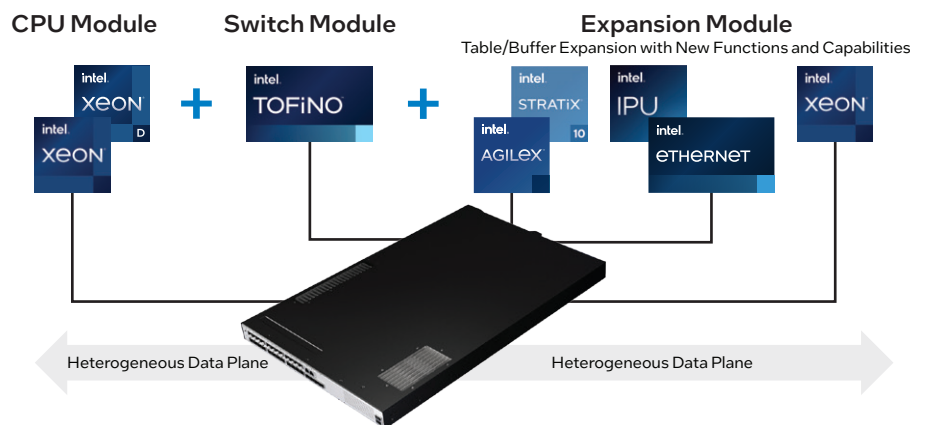 CPU Module
Switch Module
Expansion Module
Table/Buffer Expansion with New Functions and Capabilities
intel.
XEON
D
intel.
XEON
+
intel.
TOFINO
+
intel.
STRATIX
10
intel.
AGILEX
intel.
IPU
intel.
ETHERNET
intel.
XEON
Heterogeneous Data Plane
Heterogeneous Data Plane